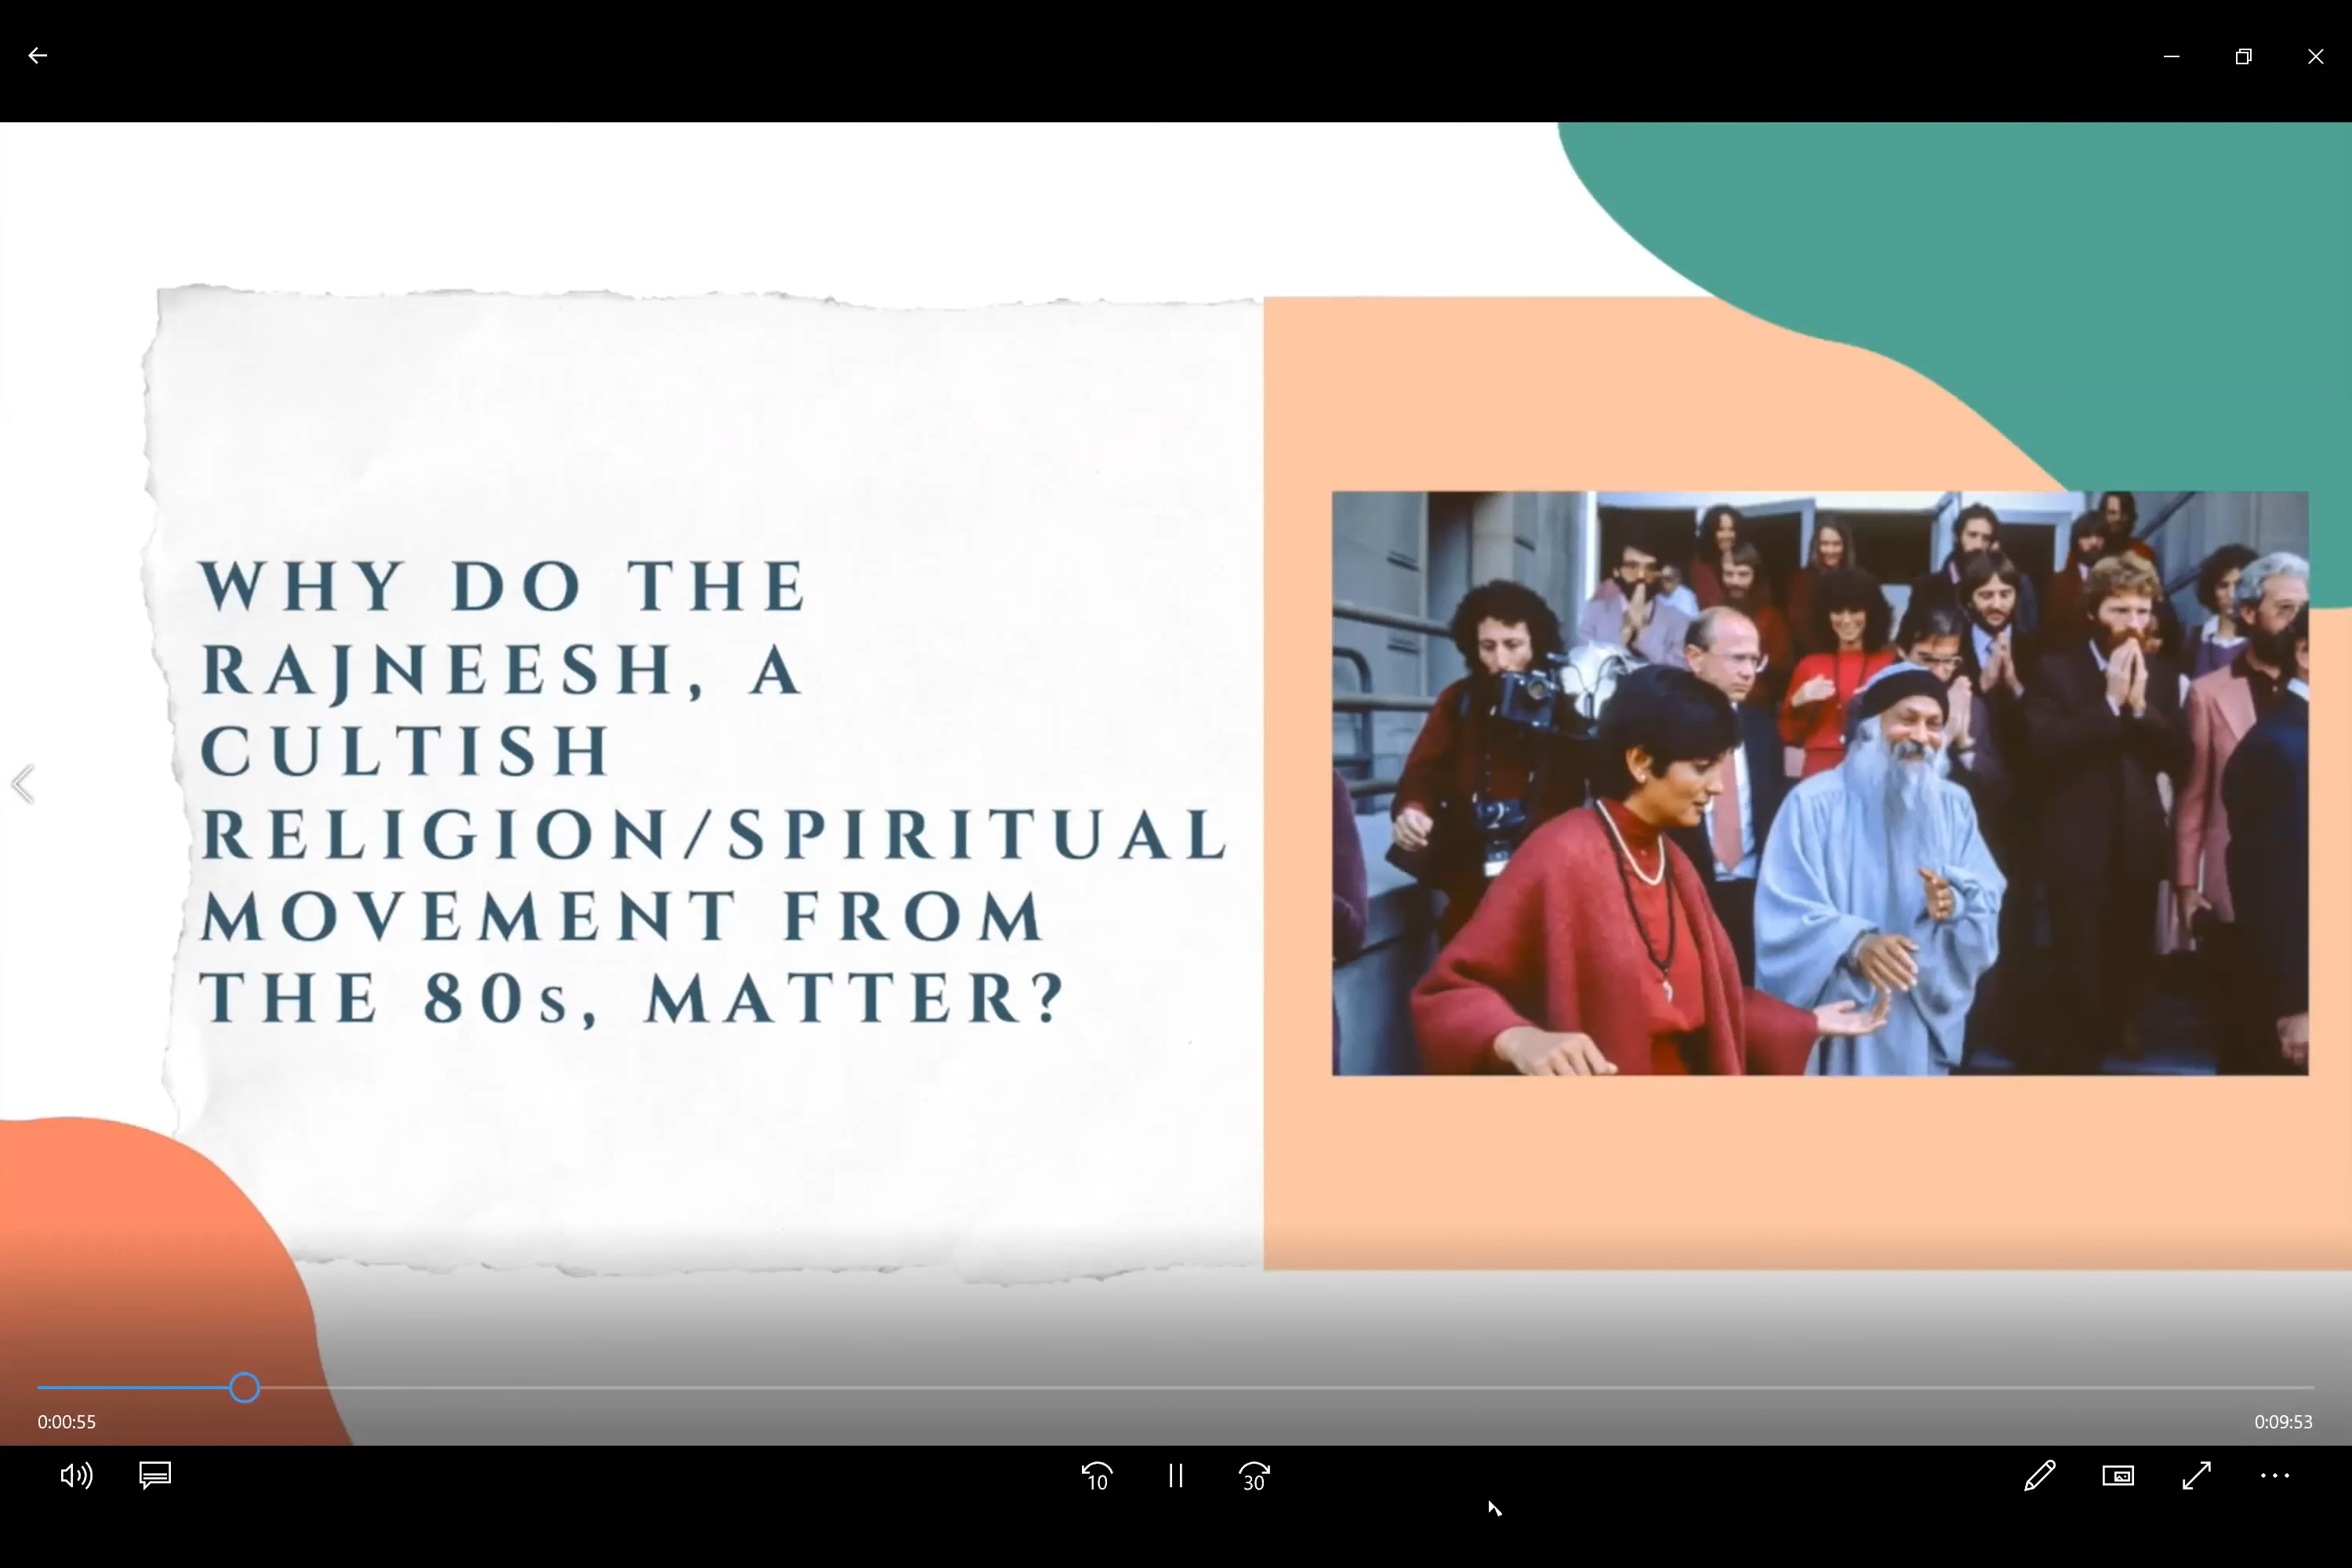 WHY DO THE
RAJNEESH, A
CULTISH
RELIGION/SPIRITUAL
MOVEMENT FROM
THE 80s, MATTER?
0:00:55
0:09:53
10
30